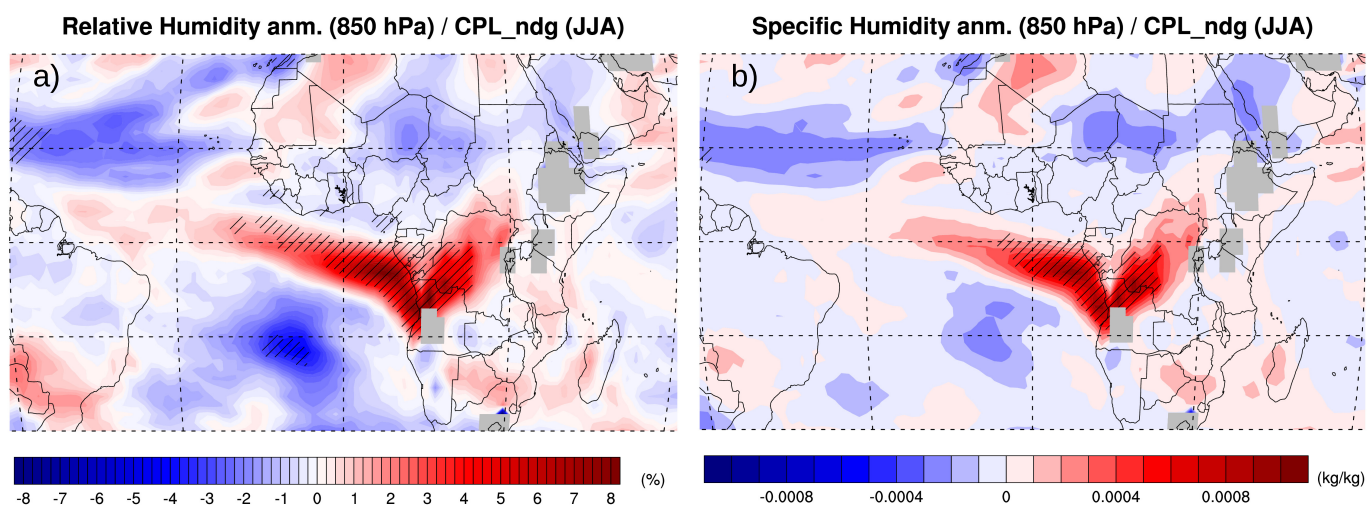 Relative Humidity anm. (850 hPa) / CPL_ndg (JJA)
Specific Humidity anm. (850 hPa) / CPL_ndg (JJA)
a)
b)
-8 -7 -6 -5 -4 -3 -2 -1 0 1 2 3 4 5 6 7 8 (%)
-0.0008 -0.0004 0 0.0004 0.0008 (kg/kg)